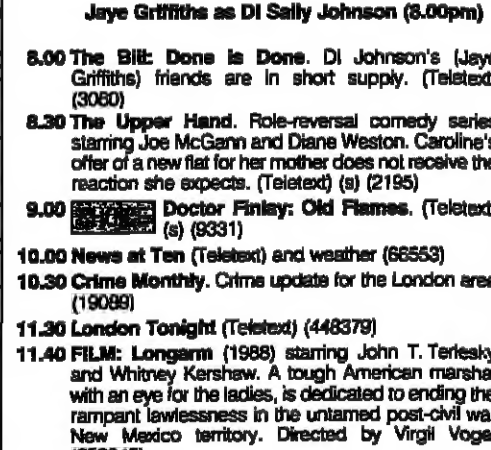 Jaye Griffiths as DI Sally Johnson (8.00pm)
8.00 The Bill: Done Is Done. DI Johnson's (Jaye
Griffiths) friends are in short supply. (Teletext)
(3060)
8.30 The Upper Hand. Role-reversal comedy series
starring Joe McGann and Diane Weston. Caroline's
offer of a new flat for her mother does not receive the
reaction she expects. (Teletext) (s) (2195)
9.00 Doctor Finlay: Old Flames. (Teletext)
(s) (9331)
10.00 News at Ten (Teletext) and weather (66553)
10.30 Crime Monthly. Crime update for the London area
(19089)
11.30 London Tonight (Teletext) (448379)
11.40 FILM: Longarm (1988) starring John T. Terlesky
and Whitney Kershaw. A tough American marshal
with an eye for the ladies, is dedicated to ending the
rampant lawlessness in the untamed post-civil war
New Mexico territory. Directed by Virgil Vogel